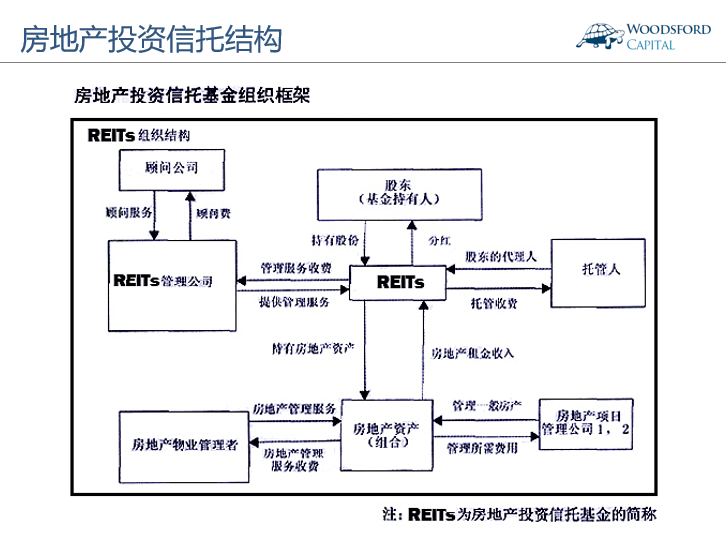 房地产投资信托结构
WOODSFORD
CAPITAL
房地产投资信托基金组织框架
REITs 组织结构
顾问公司
股东
（基金持有人）
顾问服务
顾问费
持有股份
分红
股东的代理人
管理服务收费
托管人
REITs管理公司
REITs
提供管理服务
托管收费
持有房地产资产
房地产租金收入
房地产管理服务
管理一般房产
房地产项目
管理公司 1，2
房地产资产
（组合）
房地产物业管理者
房地产管理
服务收费
管理所需费用
注：REITs为房地产投资信托基金的简称